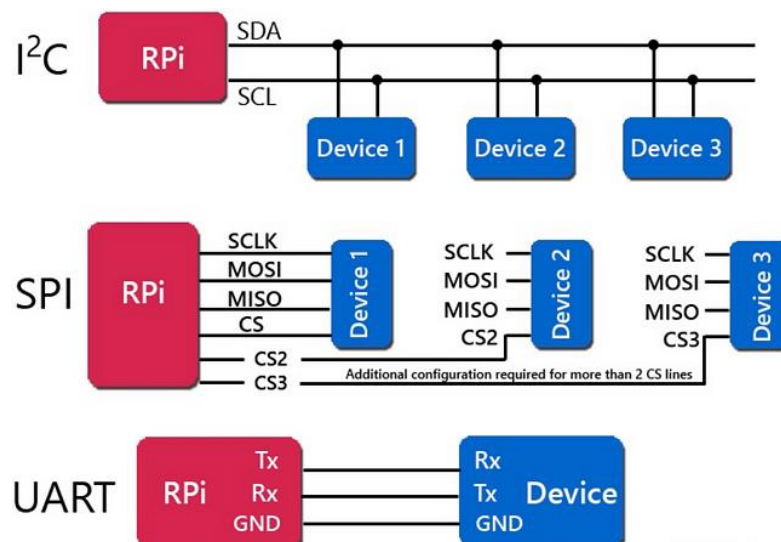 I²C
RPi
SDA
SCL
Device 1
Device 2
Device 3
SPI
RPi
SCLK
MOSI
MISO
CS
CS2
CS3
Device 1
SCLK
MOSI
MISO
CS2
Device 2
SCLK
MOSI
MISO
CS3
Device 3
Additional configuration required for more than 2 CS lines
UART
RPi
Tx
Rx
GND
Rx
Tx
GND
Device